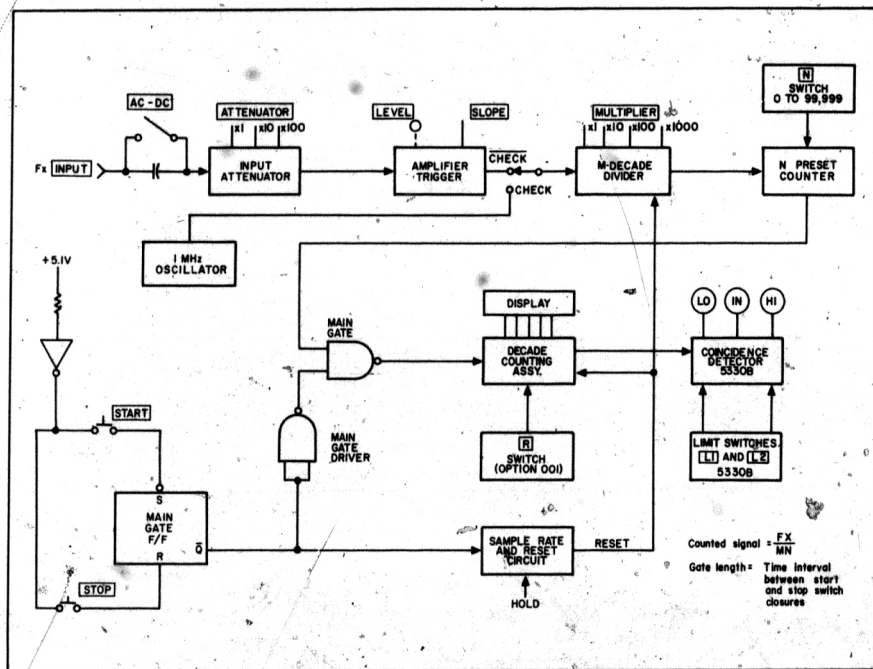 AC-DC
ATTENUATOR
x1 x10 x100
LEVEL
SLOPE
MULTIPLIER
x1 x10 x100 x1000
N
SWITCH
0 TO 99,999
Fx INPUT
INPUT
ATTENUATOR
AMPLIFIER
TRIGGER
CHECK
CHECK
M-DECADE
DIVIDER
N PRESET
COUNTER
1 MHz
OSCILLATOR
+5.1V
DISPLAY
LO IN HI
MAIN
GATE
DECADE
COUNTING
ASSY.
COINCIDENCE
DETECTOR
5330B
START
MAIN
GATE
DRIVER
R
SWITCH
(OPTION 001)
LIMIT SWITCHES
L1 AND L2
5330B
S
MAIN
GATE
F/F
Q
R
STOP
SAMPLE RATE
AND RESET
CIRCUIT
RESET
HOLD
Counted signal = FX
MN
Gate length = Time interval
between start
and stop switch
closures